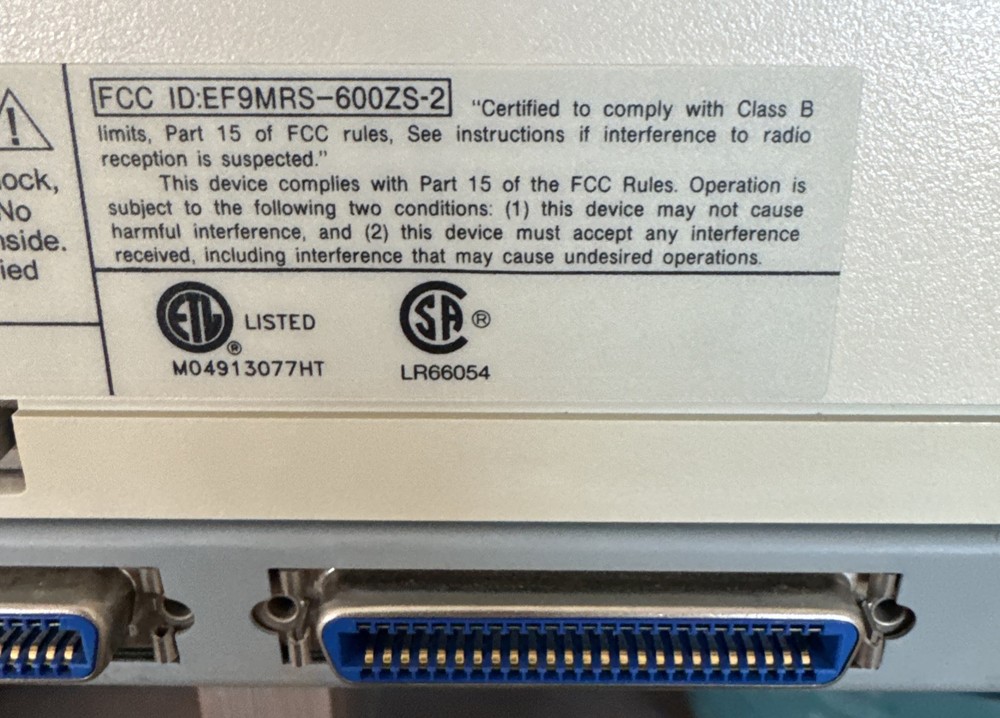 FCC ID:EF9MRS-600ZS-2 "Certified to comply with Class B
limits, Part 15 of FCC rules, See instructions if interference to radio
reception is suspected."
This device complies with Part 15 of the FCC Rules. Operation is
subject to the following two conditions: (1) this device may not cause
harmful interference, and (2) this device must accept any interference
received, including interference that may cause undesired operations.
!
ock,
No
nside.
ied
ETL® LISTED
M04913077HT
SA®
LR66054